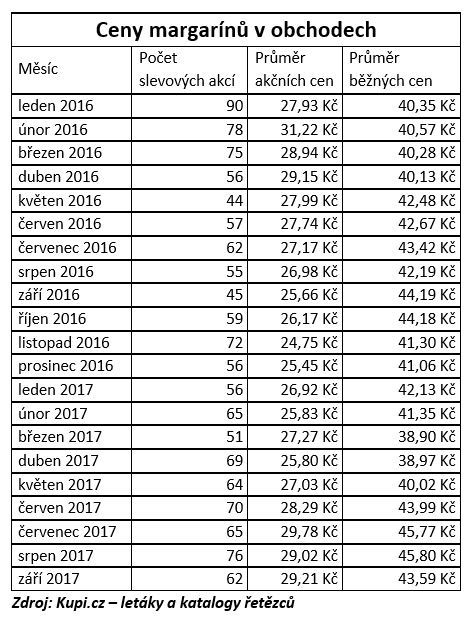 Ceny margarínů v obchodech
Měsíc Počet slevových akcí Průměr akčních cen Průměr běžných cen
leden 2016 90 27,93 Kč 40,35 Kč
únor 2016 78 31,22 Kč 40,57 Kč
březen 2016 75 28,94 Kč 40,28 Kč
duben 2016 56 29,15 Kč 40,13 Kč
květen 2016 44 27,99 Kč 42,48 Kč
červen 2016 57 27,74 Kč 42,67 Kč
červenec 2016 62 27,17 Kč 43,42 Kč
srpen 2016 55 26,98 Kč 42,19 Kč
září 2016 45 25,66 Kč 44,19 Kč
říjen 2016 59 26,17 Kč 44,18 Kč
listopad 2016 72 24,75 Kč 41,30 Kč
prosinec 2016 56 25,45 Kč 41,06 Kč
leden 2017 56 26,92 Kč 42,13 Kč
únor 2017 65 25,83 Kč 41,35 Kč
březen 2017 51 27,27 Kč 38,90 Kč
duben 2017 69 25,80 Kč 38,97 Kč
květen 2017 64 27,03 Kč 40,02 Kč
červen 2017 70 28,29 Kč 43,99 Kč
červenec 2017 65 29,78 Kč 45,77 Kč
srpen 2017 76 29,02 Kč 45,80 Kč
září 2017 62 29,21 Kč 43,59 Kč
Zdroj: Kupi.cz – letáky a katalogy řetězců